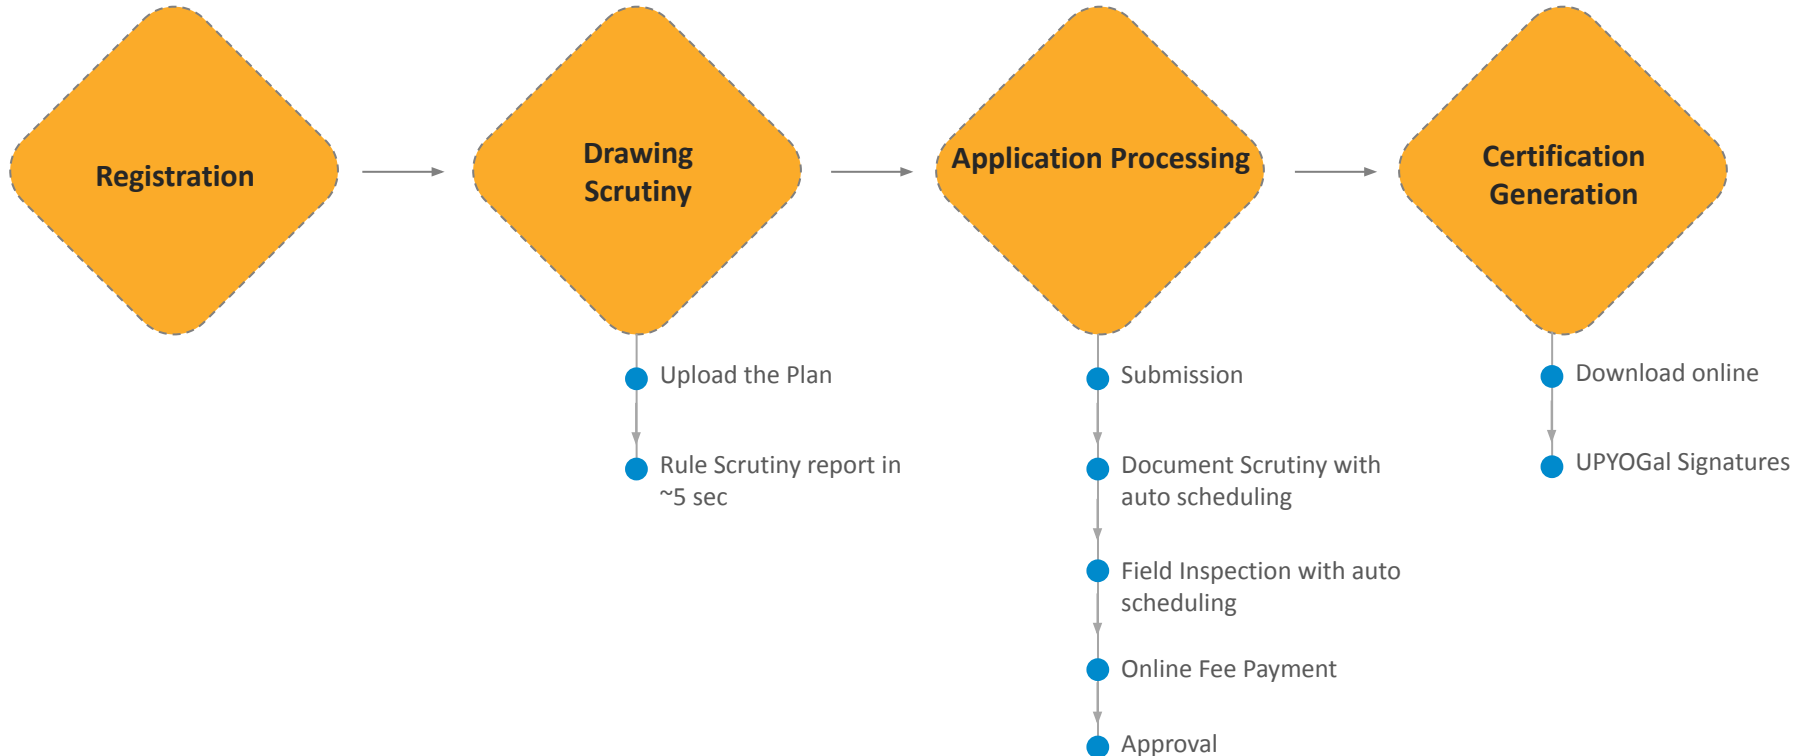 Registration
Drawing
Scrutiny
Application Processing
Certification
Generation
Upload the Plan
Rule Scrutiny report in
~5 sec
Submission
Document Scrutiny with
auto scheduling
Field Inspection with auto
scheduling
Online Fee Payment
Approval
Download online
UPYOGal Signatures